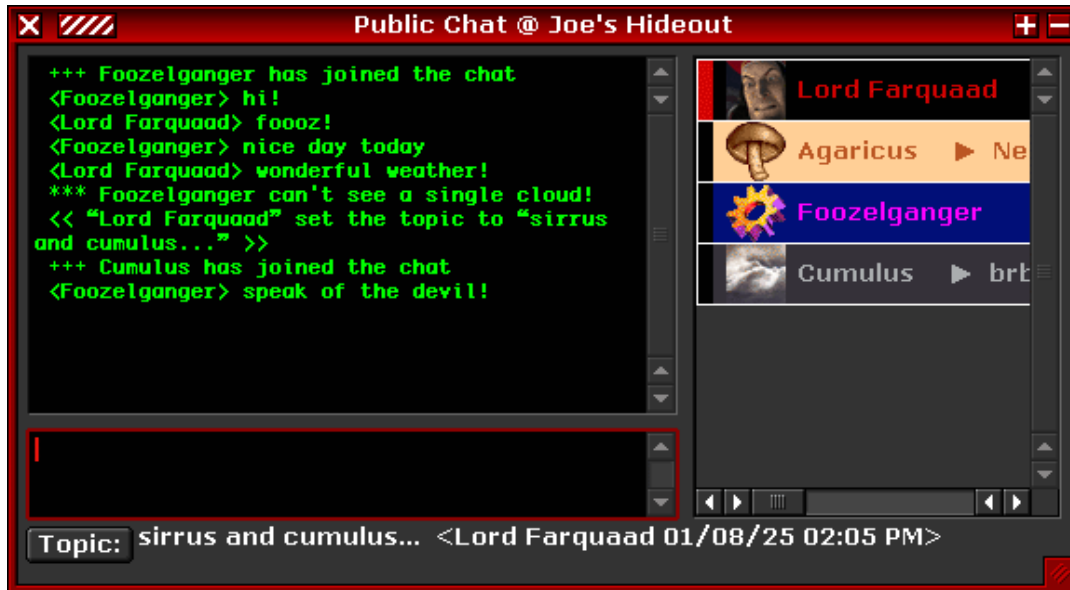 Public Chat @ Joe's Hideout
+++ Foozelganger has joined the chat
<Foozelganger> hi!
<Lord Farquaad> foooz!
<Foozelganger> nice day today
<Lord Farquaad> wonderful weather!
*** Foozelganger can't see a single cloud!
<< “Lord Farquaad” set the topic to “sirrus
and cumulus...” >>
+++ Cumulus has joined the chat
<Foozelganger> speak of the devil!
Lord Farquaad
Agaricus ▶ Ne
Foozelganger
Cumulus ▶ brb
Topic: sirrus and cumulus... <Lord Farquaad 01/08/25 02:05 PM>